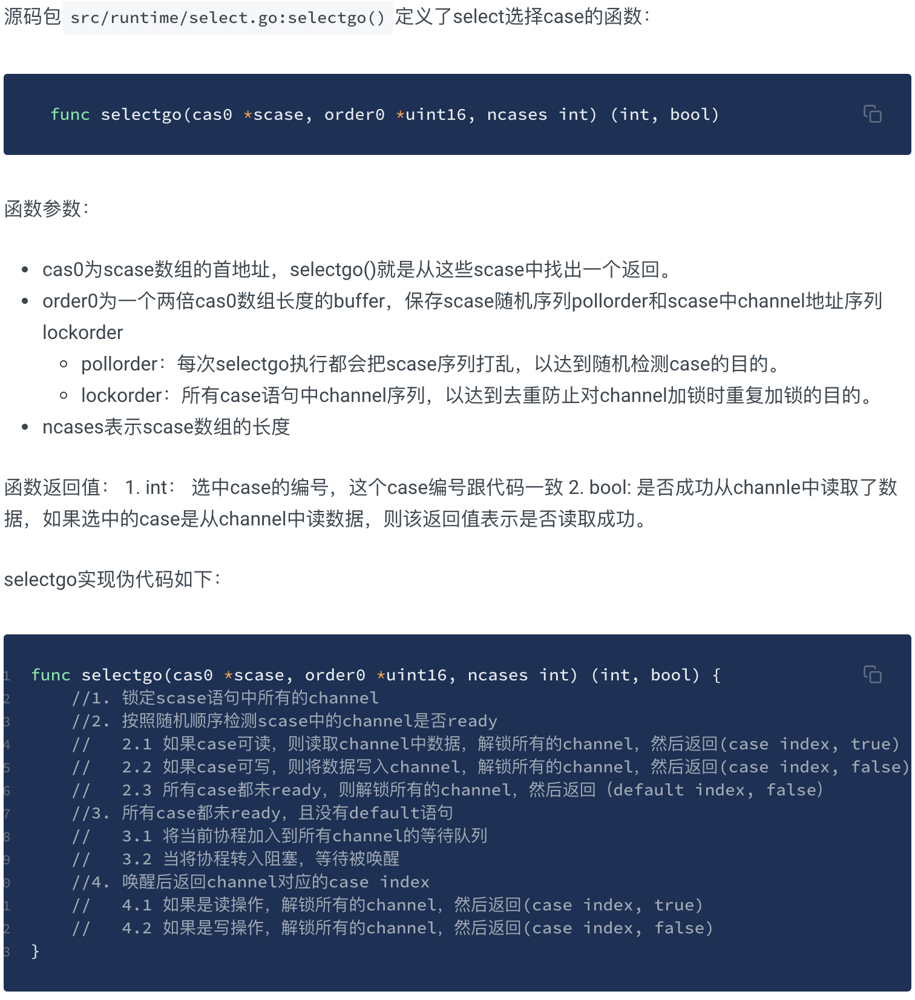 源码包 src/runtime/select.go:selectgo() 定义了select选择case的函数：
func selectgo(cas0 *scase, order0 *uint16, ncases int) (int, bool)
函数参数：
• cas0为scase数组的首地址，selectgo()就是从这些scase中找出一个返回。
• order0为一个两倍cas0数组长度的buffer，保存scase随机序列pollorder和scase中channel地址序列
lockorder
◦ pollorder：每次selectgo执行都会把scase序列打乱，以达到随机检测case的目的。
◦ lockorder：所有case语句中channel序列，以达到去重防止对channel加锁时重复加锁的目的。
• ncases表示scase数组的长度
函数返回值： 1. int： 选中case的编号，这个case编号跟代码一致 2. bool: 是否成功从channle中读取了数
据，如果选中的case是从channel中读数据，则该返回值表示是否读取成功。
selectgo实现伪代码如下：
1 func selectgo(cas0 *scase, order0 *uint16, ncases int) (int, bool) {
2     //1. 锁定scase语句中所有的channel
3     //2. 按照随机顺序检测scase中的channel是否ready
4     //   2.1 如果case可读，则读取channel中数据，解锁所有的channel，然后返回(case index, true)
5     //   2.2 如果case可写，则将数据写入channel，解锁所有的channel，然后返回(case index, false)
6     //   2.3 所有case都未ready，则解锁所有的channel，然后返回（default index, false）
7     //3. 所有case都未ready，且没有default语句
8     //   3.1 将当前协程加入到所有channel的等待队列
9     //   3.2 当将协程转入阻塞，等待被唤醒
0     //4. 唤醒后返回channel对应的case index
1     //   4.1 如果是读操作，解锁所有的channel，然后返回(case index, true)
2     //   4.2 如果是写操作，解锁所有的channel，然后返回(case index, false)
3 }